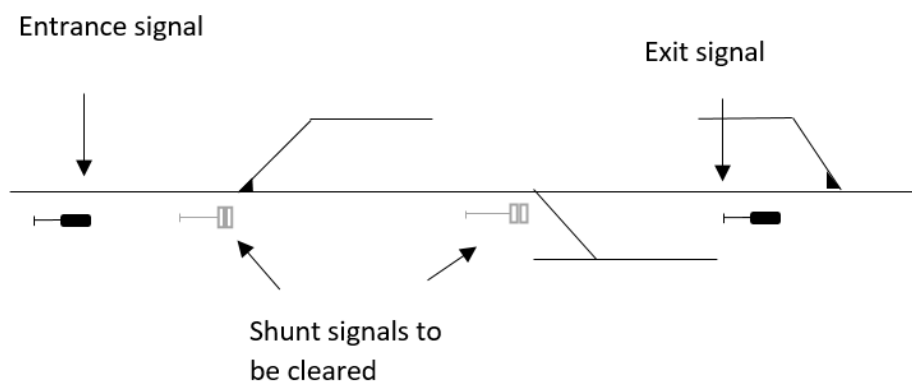 Entrance signal
Exit signal
Shunt signals to
be cleared